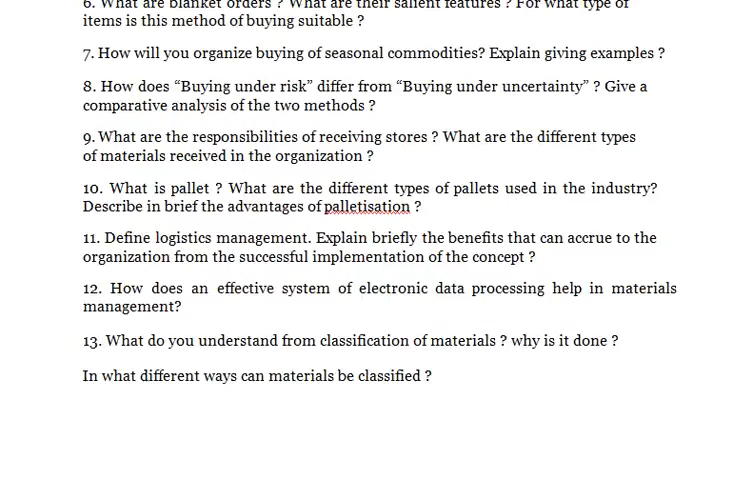 6. What are blanket orders ? What are their salient features ? For what type of
items is this method of buying suitable ?
7. How will you organize buying of seasonal commodities? Explain giving examples ?
8. How does “Buying under risk” differ from “Buying under uncertainty” ? Give a
comparative analysis of the two methods ?
9. What are the responsibilities of receiving stores ? What are the different types
of materials received in the organization ?
10. What is pallet ? What are the different types of pallets used in the industry?
Describe in brief the advantages of palletisation ?
11. Define logistics management. Explain briefly the benefits that can accrue to the
organization from the successful implementation of the concept ?
12. How does an effective system of electronic data processing help in materials
management?
13. What do you understand from classification of materials ? why is it done ?
In what different ways can materials be classified ?